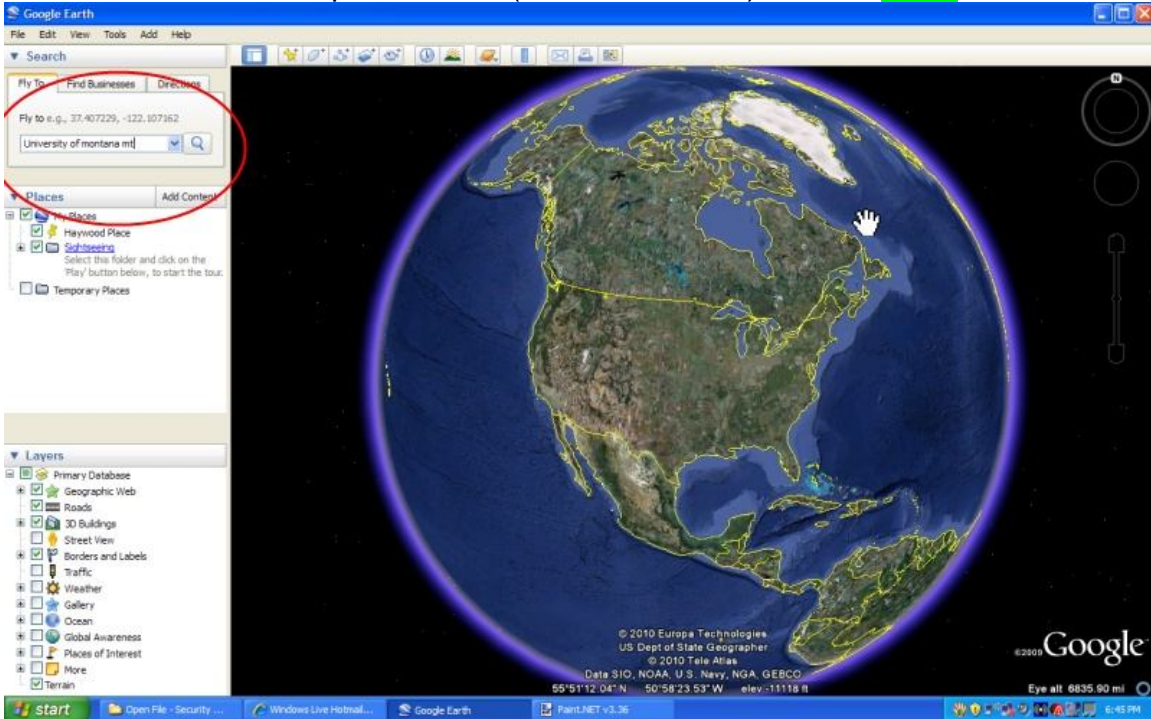 Google Earth
File Edit View Tools Add Help
Search
Fly To Find Businesses Directions
Fly to e.g., 37.407229, -122.107162
University of montana mt
Places Add Content
My Places
Haywood Place
Sightseeing
Select this folder and click on the
'Play' button below, to start the tour.
Temporary Places
Layers
Primary Database
Geographic Web
Roads
3D Buildings
Street View
Borders and Labels
Traffic
Weather
Gallery
Ocean
Global Awareness
Places of Interest
More
Terrain
N
© 2010 Europa Technologies
US Dept of State Geographer
© 2010 Tele Atlas
Data SIO, NOAA, U.S. Navy, NGA, GEBCO
©2009 Google
55°51'12.04" N 50°58'23.53" W elev -11118 ft
Eye alt 6835.90 mi
start Open File - Security ... Windows Live Hotmail... Google Earth Paint.NET v3.36 6:45 PM